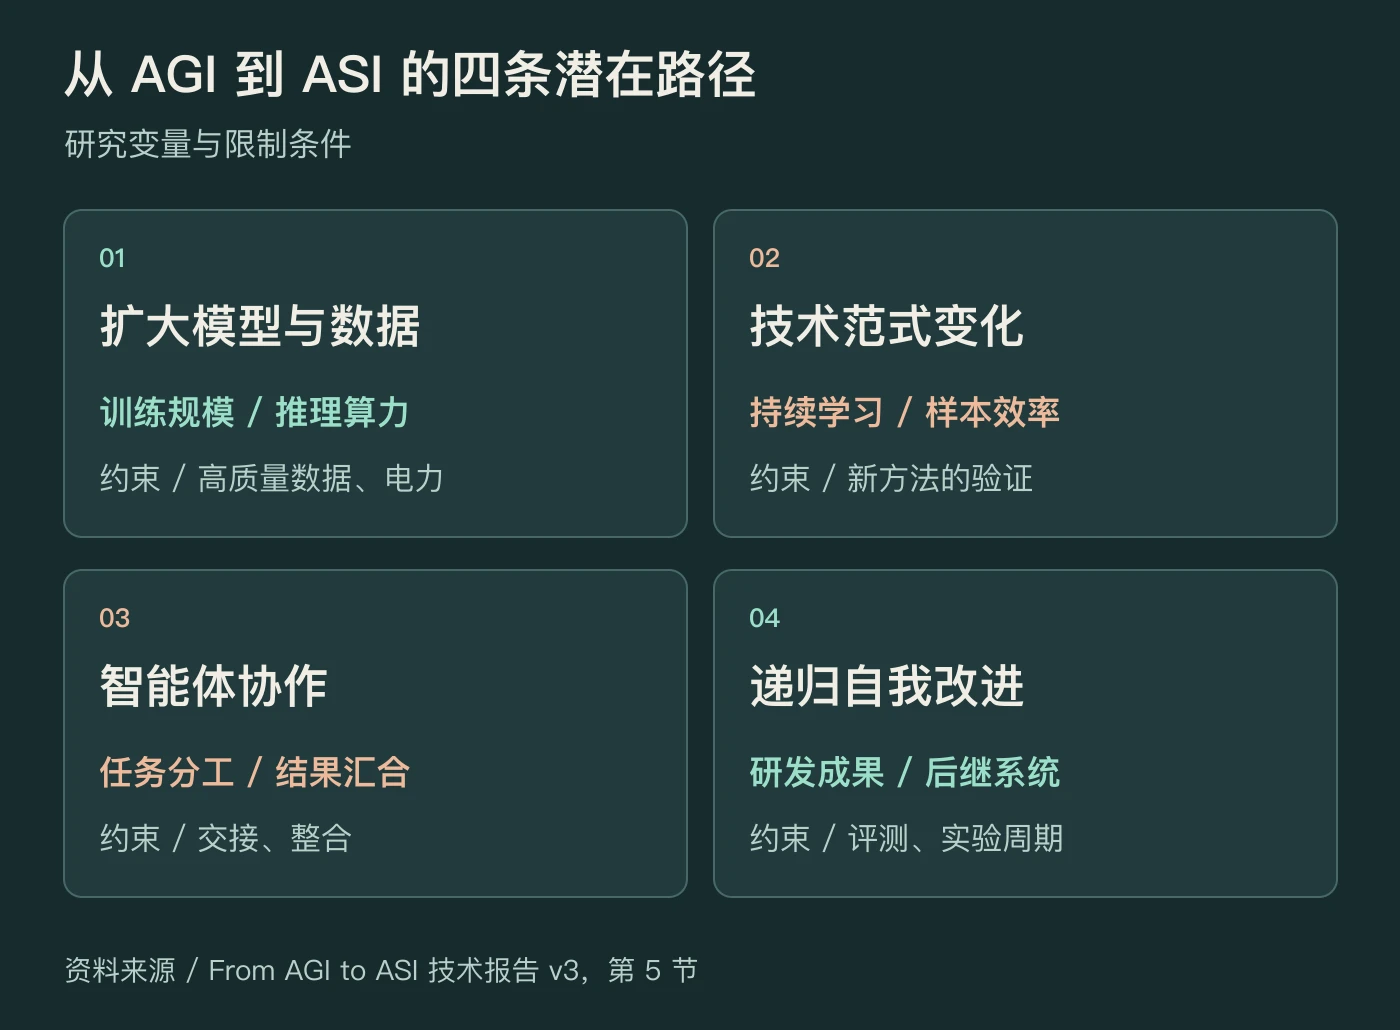 从 AGI 到 ASI 的四条潜在路径
研究变量与限制条件
01
扩大模型与数据
训练规模 / 推理算力
约束 / 高质量数据、电力
02
技术范式变化
持续学习 / 样本效率
约束 / 新方法的验证
03
智能体协作
任务分工 / 结果汇合
约束 / 交接、整合
04
递归自我改进
研发成果 / 后继系统
约束 / 评测、实验周期
资料来源 / From AGI to ASI 技术报告 v3，第 5 节